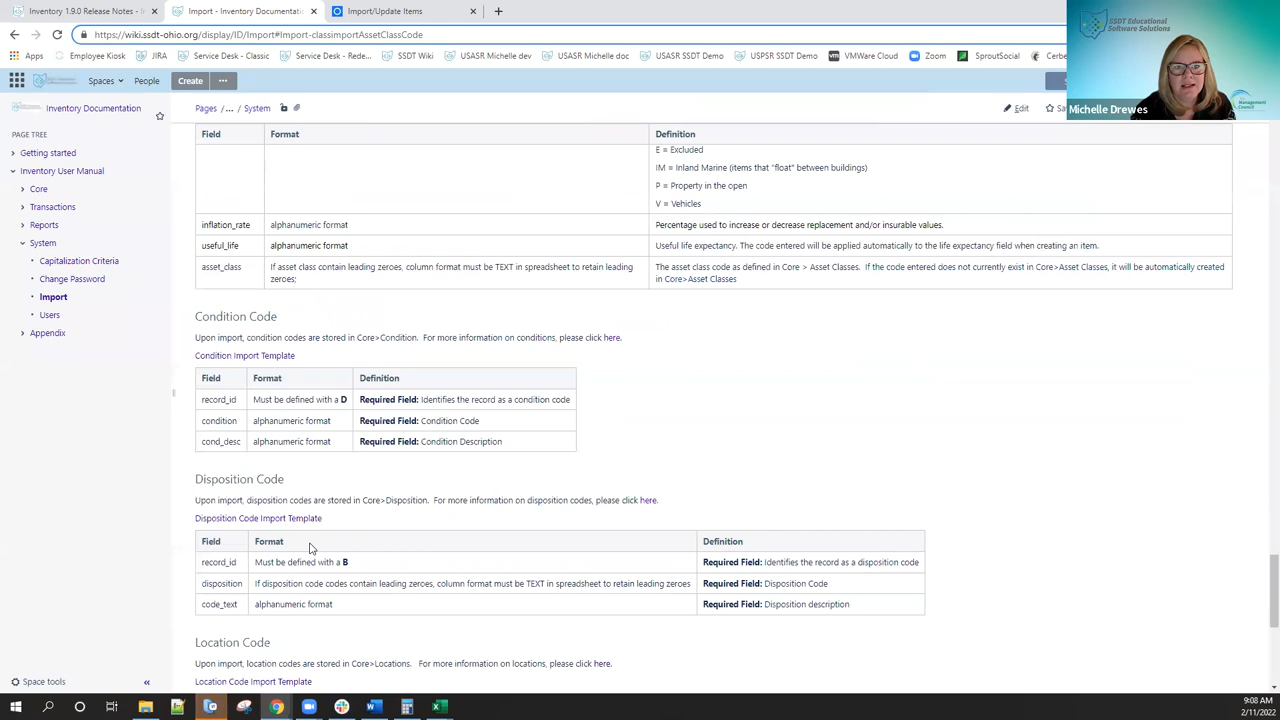 Inventory 1.9.0 Release Notes - In
Import - Inventory Documentatio
Import/Update Items
https://wiki.ssdt-ohio.org/display/ID/Import#Import-classimportAssetClassCode
Apps
Employee Kiosk
JIRA
Service Desk - Classic
Service Desk - Rede...
SSDT Wiki
USASR Michelle dev
USASR Michelle doc
USASR SSDT Demo
USPSR SSDT Demo
VMWare Cloud
Zoom
SproutSocial
Cerbe
SSDT Educational
Software Solutions
Management
Council
Michelle Drewes
Spaces
People
Create
Inventory Documentation
Pages /... / System
Edit
PAGE TREE
Getting started
Inventory User Manual
Core
Transactions
Reports
System
Capitalization Criteria
Change Password
Import
Users
Appendix
Field Format Definition
E = Excluded
IM = Inland Marine (items that "float" between buildings)
P = Property in the open
V = Vehicles
inflation_rate alphanumeric format Percentage used to increase or decrease replacement and/or insurable values.
useful_life alphanumeric format Useful life expectancy. The code entered will be applied automatically to the life expectancy field when creating an item.
asset_class If asset class contain leading zeroes, column format must be TEXT in spreadsheet to retain leading zeroes; The asset class code as defined in Core > Asset Classes. If the code entered does not currently exist in Core>Asset Classes, it will be automatically created in Core>Asset Classes
Condition Code
Upon import, condition codes are stored in Core>Condition. For more information on conditions, please click here.
Condition Import Template
Field Format Definition
record_id Must be defined with a D Required Field: Identifies the record as a condition code
condition alphanumeric format Required Field: Condition Code
cond_desc alphanumeric format Required Field: Condition Description
Disposition Code
Upon import, disposition codes are stored in Core>Disposition. For more information on disposition codes, please click here.
Disposition Code Import Template
Field Format Definition
record_id Must be defined with a B Required Field: Identifies the record as a disposition code
disposition If disposition code codes contain leading zeroes, column format must be TEXT in spreadsheet to retain leading zeroes Required Field: Disposition Code
code_text alphanumeric format Required Field: Disposition description
Location Code
Upon import, location codes are stored in Core>Locations. For more information on locations, please click here.
Location Code Import Template
Space tools
9:08 AM
2/11/2022